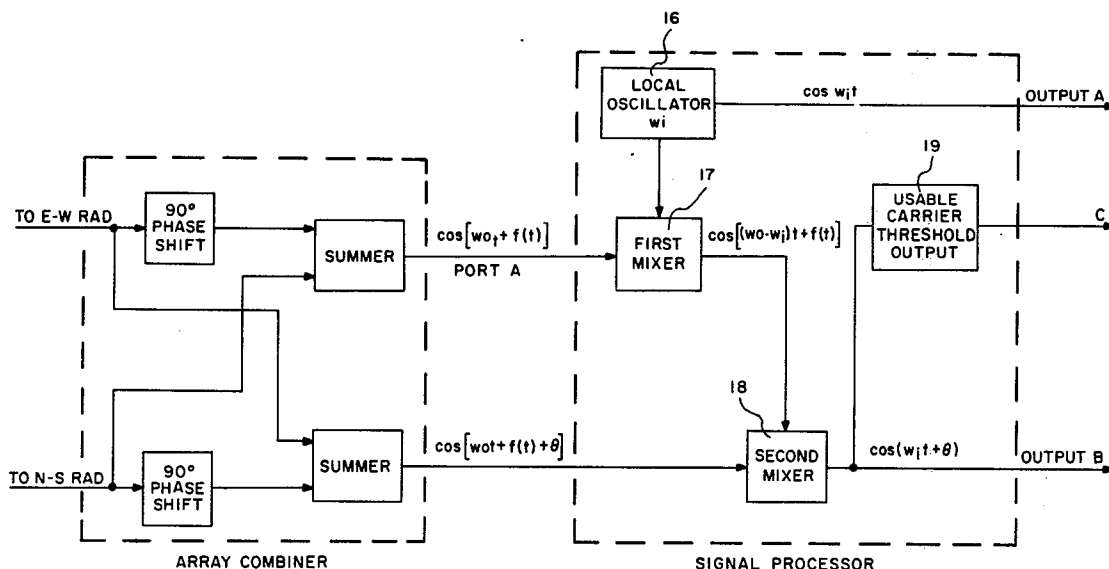 16
LOCAL
OSCILLATOR
wi
cos wit
OUTPUT A
19
USABLE
CARRIER
THRESHOLD
OUTPUT
C
17
TO E-W RAD
90°
PHASE
SHIFT
SUMMER
cos[wot + f(t)]
PORT A
FIRST
MIXER
cos[(wo-wi)t + f(t)]
18
TO N-S RAD
90°
PHASE
SHIFT
SUMMER
cos[wot + f(t) + θ]
SECOND
MIXER
cos(wit + θ)
OUTPUT B
ARRAY COMBINER
SIGNAL PROCESSOR